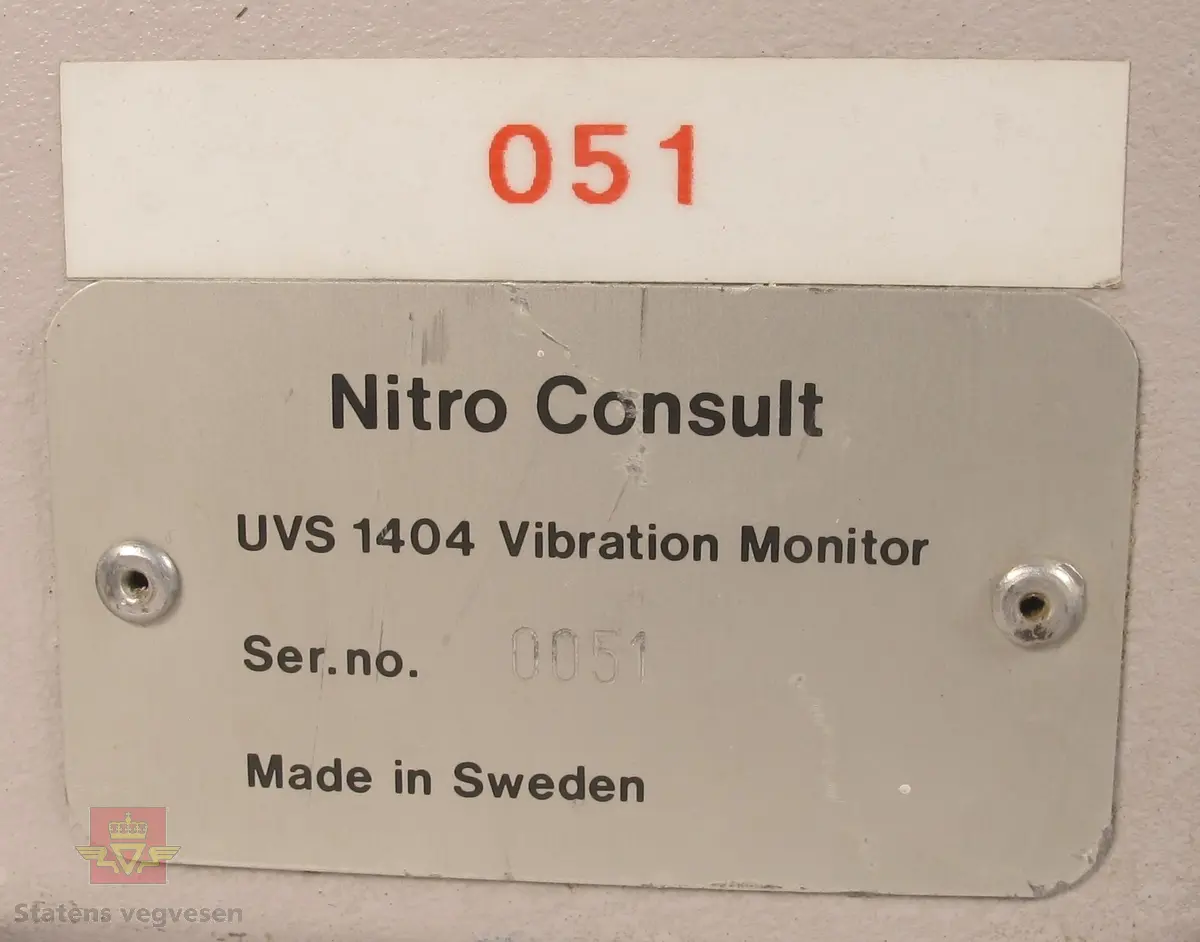 051
Nitro Consult
UVS 1404 Vibration Monitor
Ser.no. 0051
Made in Sweden
Statens vegvesen